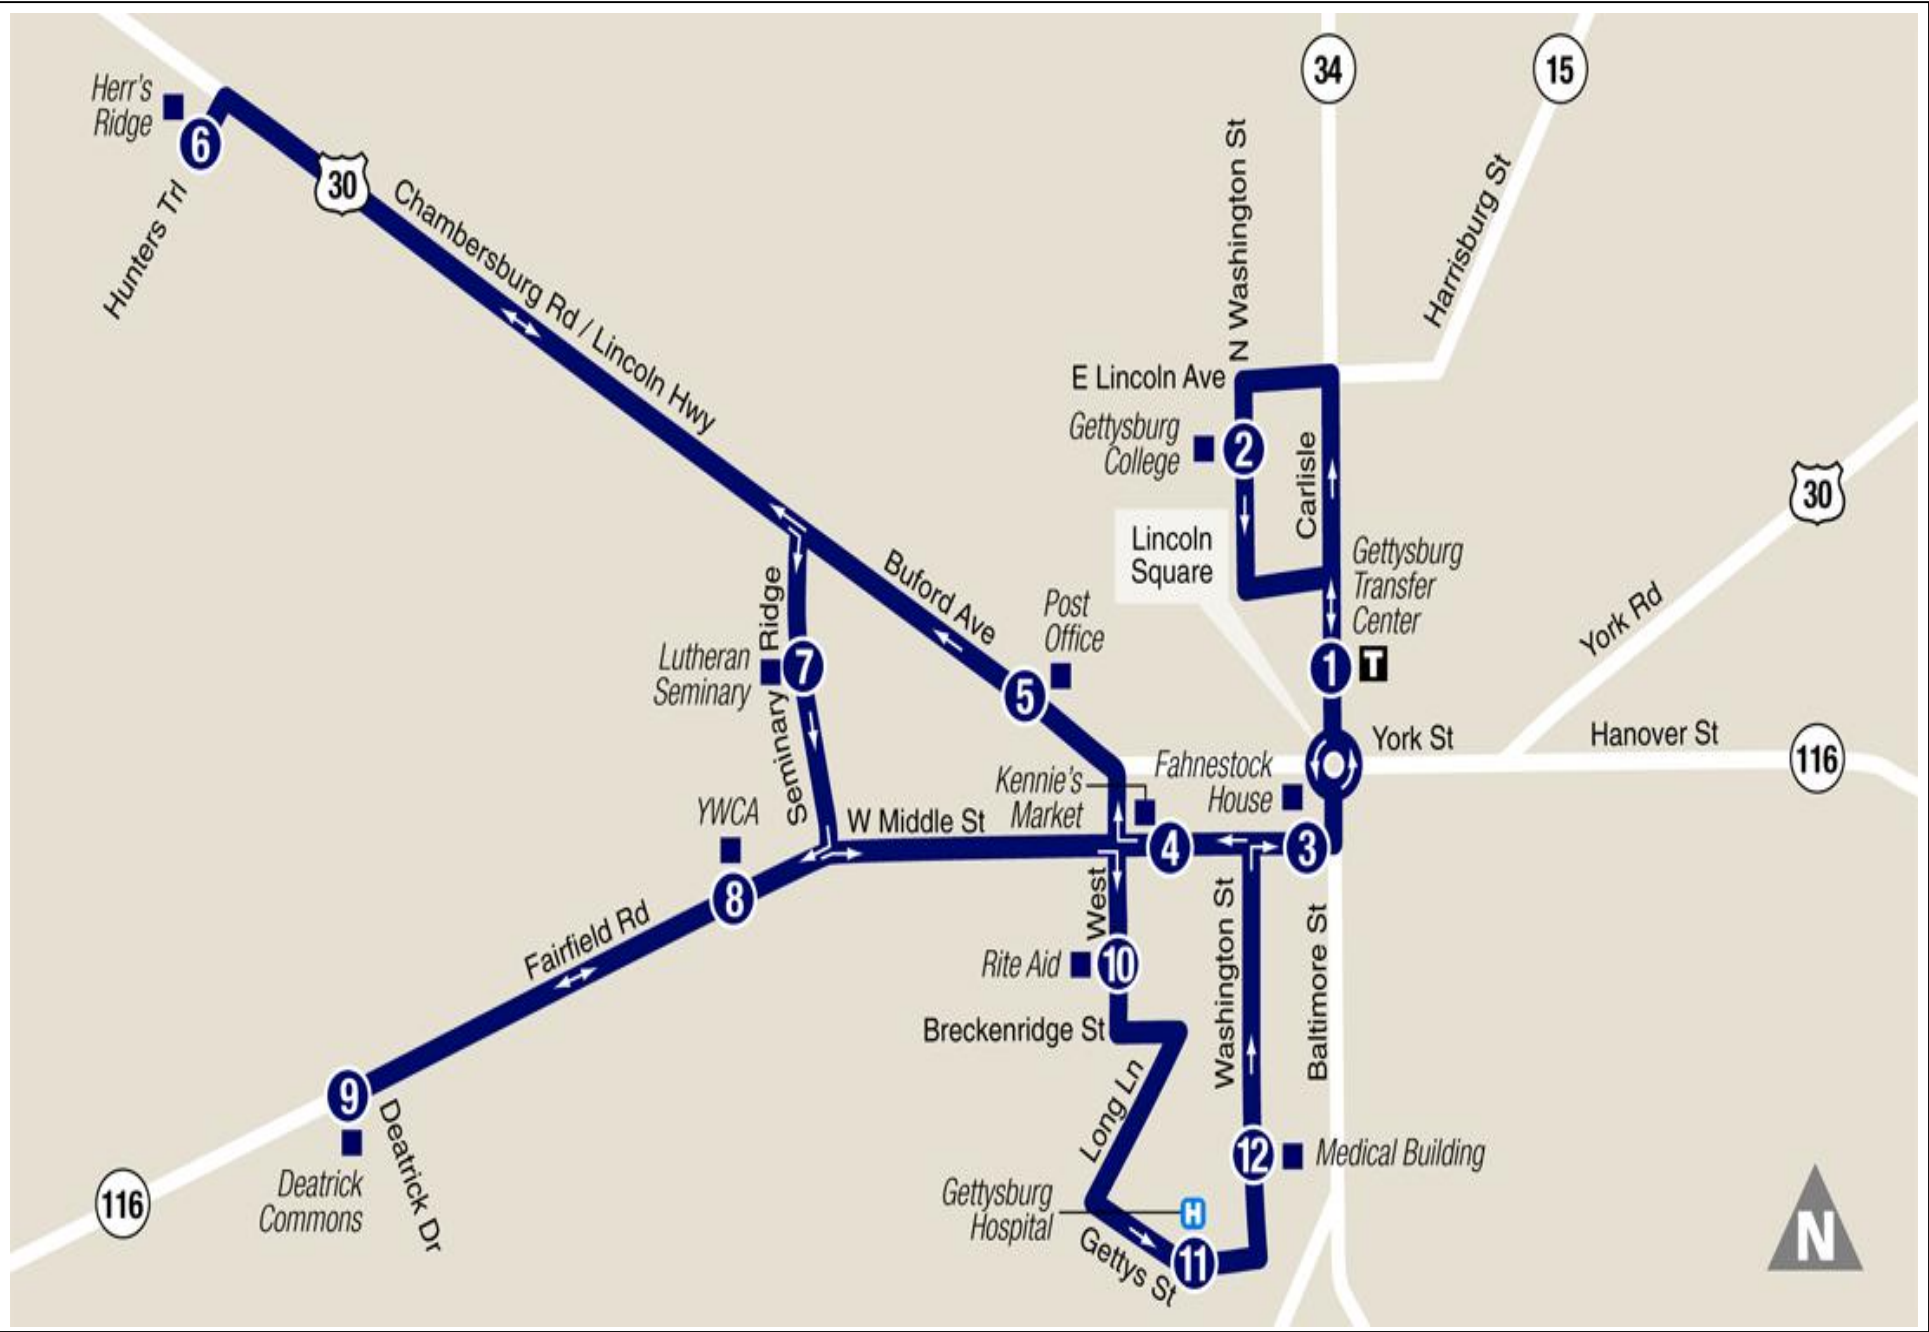 34
15
Herr's
Ridge
6
30
Hunters Trl
Chambersburg Rd / Lincoln Hwy
N Washington St
Harrisburg St
E Lincoln Ave
Gettysburg
College
2
Carlisle
30
Lincoln
Square
Gettysburg
Transfer
Center
1
T
Buford Ave
Post
Office
5
York Rd
Lutheran
Seminary
7
Seminary Ridge
York St
Hanover St
116
Fahnestock
House
3
Kennie's
Market
4
YWCA
8
W Middle St
West
Washington St
Baltimore St
Fairfield Rd
Rite Aid
10
Breckenridge St
Long Ln
9
Deatrick Dr
Deatrick
Commons
116
12
Medical Building
Gettysburg
Hospital
H
11
Gettys St
N